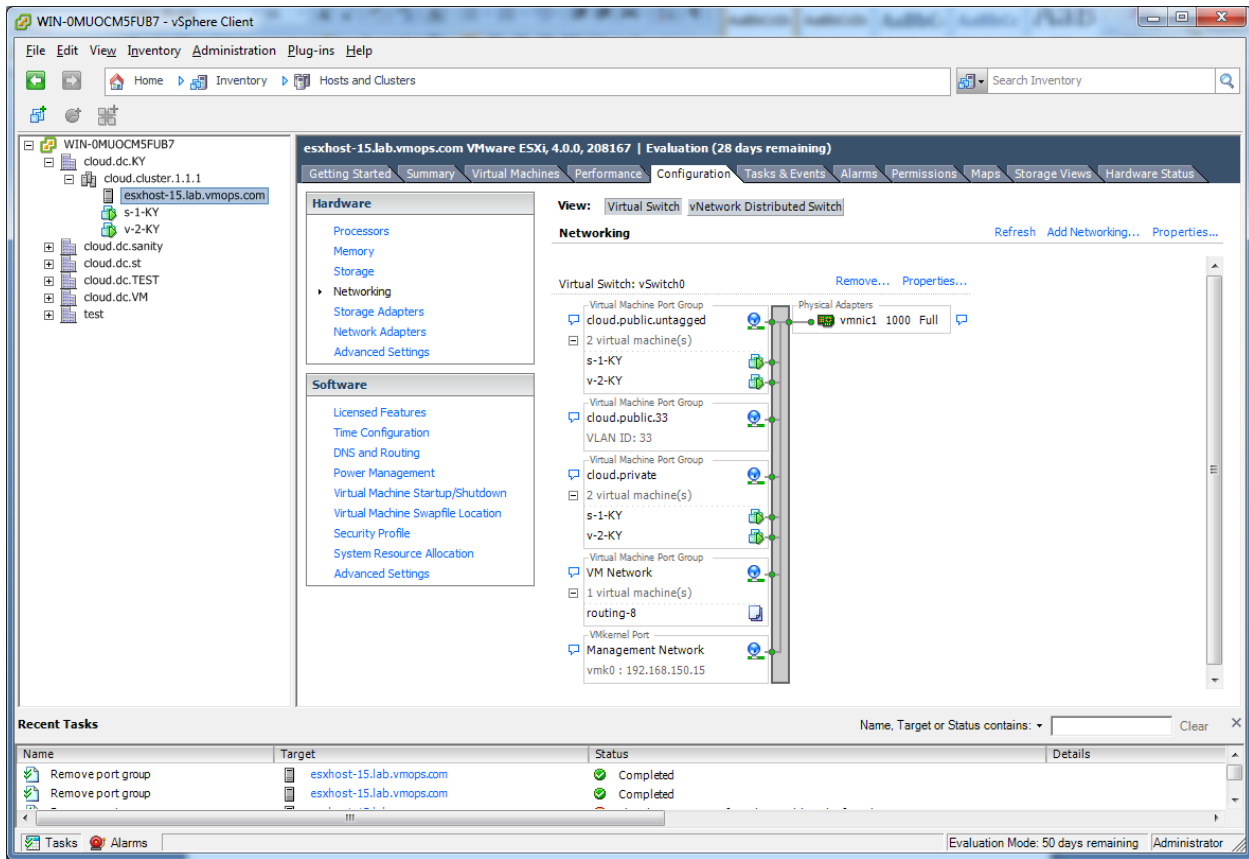 WIN-0MUOCM5FUB7 - vSphere Client
File Edit View Inventory Administration Plug-ins Help
Home Inventory Hosts and Clusters Search Inventory
WIN-0MUOCM5FUB7
cloud.dc.KY
cloud.cluster.1.1.1
esxhost-15.lab.vmops.com
s-1-KY
v-2-KY
cloud.dc.sanity
cloud.dc.st
cloud.dc.TEST
cloud.dc.VM
test
esxhost-15.lab.vmops.com VMware ESXi, 4.0.0, 208167 | Evaluation (28 days remaining)
Getting Started Summary Virtual Machines Performance Configuration Tasks & Events Alarms Permissions Maps Storage Views Hardware Status
Hardware
Processors
Memory
Storage
Networking
Storage Adapters
Network Adapters
Advanced Settings
Software
Licensed Features
Time Configuration
DNS and Routing
Power Management
Virtual Machine Startup/Shutdown
Virtual Machine Swapfile Location
Security Profile
System Resource Allocation
Advanced Settings
View: Virtual Switch vNetwork Distributed Switch
Networking Refresh Add Networking... Properties...
Virtual Switch: vSwitch0 Remove... Properties...
Virtual Machine Port Group Physical Adapters
cloud.public.untagged vmnic1 1000 Full
2 virtual machine(s)
s-1-KY
v-2-KY
Virtual Machine Port Group
cloud.public.33
VLAN ID: 33
Virtual Machine Port Group
cloud.private
2 virtual machine(s)
s-1-KY
v-2-KY
Virtual Machine Port Group
VM Network
1 virtual machine(s)
routing-8
VMkernel Port
Management Network
vmk0 : 192.168.150.15
Recent Tasks Name, Target or Status contains: Clear
Name Target Status Details
Remove port group esxhost-15.lab.vmops.com Completed
Remove port group esxhost-15.lab.vmops.com Completed
Tasks Alarms Evaluation Mode: 50 days remaining Administrator